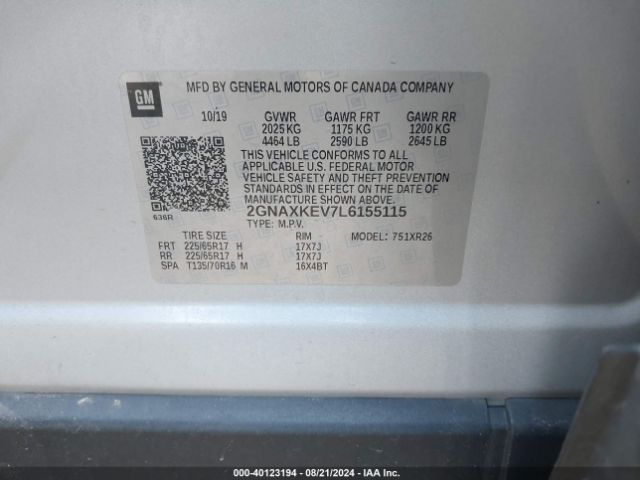 GM
MFD BY GENERAL MOTORS OF CANADA COMPANY
10/19 GVWR GAWR FRT GAWR RR
2025 KG 1175 KG 1200 KG
4464 LB 2590 LB 2645 LB
THIS VEHICLE CONFORMS TO ALL
APPLICABLE U.S. FEDERAL MOTOR
VEHICLE SAFETY AND THEFT PREVENTION
STANDARDS IN EFFECT ON THE DATE OF
MANUFACTURE SHOWN ABOVE.
2GNAXKEV7L6155115
636R
TYPE: M.P.V.
TIRE SIZE RIM MODEL: 751XR26
FRT 225/65R17 H 17X7J
RR 225/65R17 H 17X7J
SPA T135/70R16 M 16X4BT
000-40123194 - 08/21/2024 - IAA Inc.